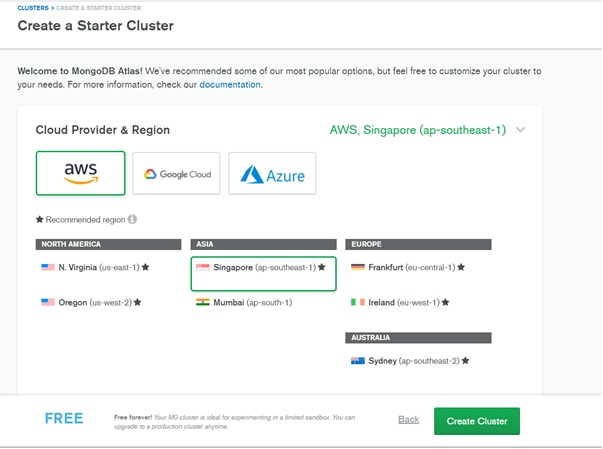 CLUSTERS > CREATE A STARTER CLUSTER
Create a Starter Cluster
Welcome to MongoDB Atlas! We've recommended some of our most popular options, but feel free to customize your cluster to
your needs. For more information, check our documentation.
Cloud Provider & Region
AWS, Singapore (ap-southeast-1)
aws
Google Cloud
Azure
★ Recommended region
NORTH AMERICA
N. Virginia (us-east-1) ★
Oregon (us-west-2) ★
ASIA
Singapore (ap-southeast-1) ★
Mumbai (ap-south-1)
EUROPE
Frankfurt (eu-central-1) ★
Ireland (eu-west-1) ★
AUSTRALIA
Sydney (ap-southeast-2) ★
FREE
Free forever! Your M0 cluster is ideal for experimenting in a limited sandbox. You can
upgrade to a production cluster anytime.
Back
Create Cluster